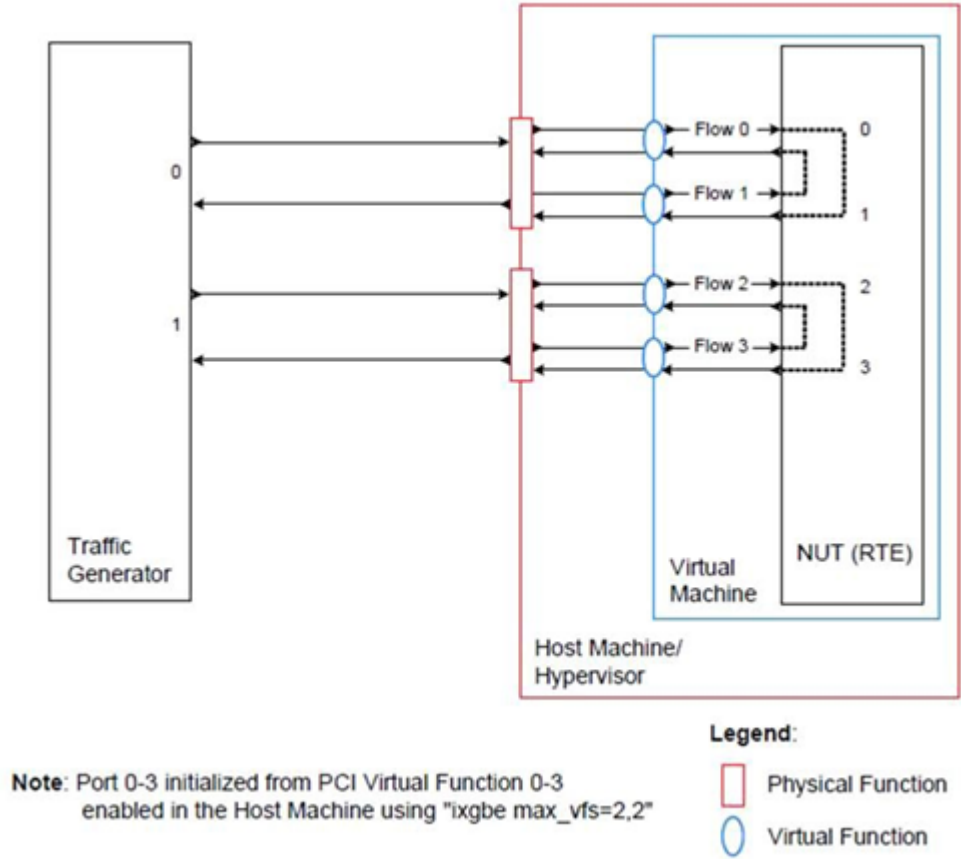 0
1
Traffic
Generator
Flow 0
0
Flow 1
1
Flow 2
2
Flow 3
3
NUT (RTE)
Virtual
Machine
Host Machine/
Hypervisor
Legend:
Physical Function
Virtual Function
Note: Port 0-3 initialized from PCI Virtual Function 0-3
enabled in the Host Machine using "ixgbe max_vfs=2,2"